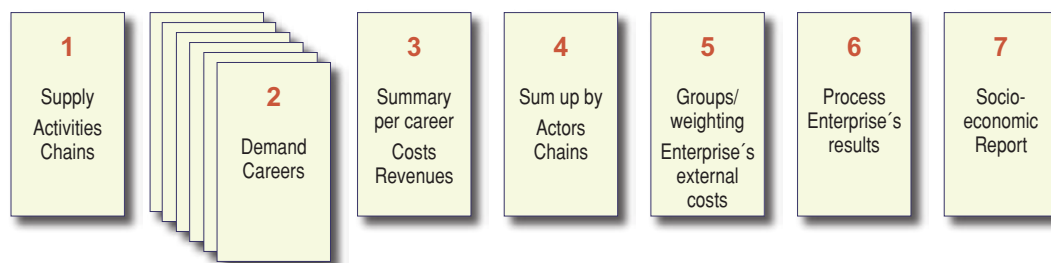 1
Supply
Activities
Chains
2
Demand
Careers
3
Summary
per career
Costs
Revenues
4
Sum up by
Actors
Chains
5
Groups/
weighting
Enterprise´s
external
costs
6
Process
Enterprise´s
results
7
Socio-
economic
Report